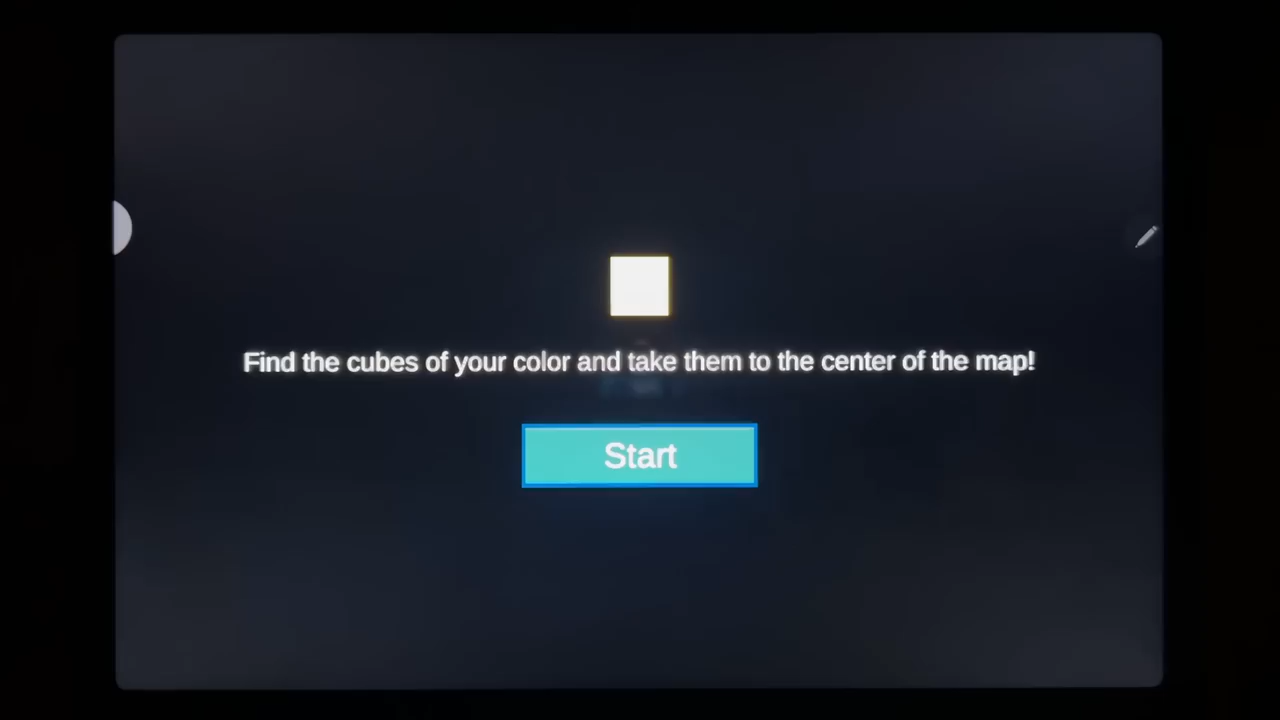 Find the cubes of your color and take them to the center of the map!
Start